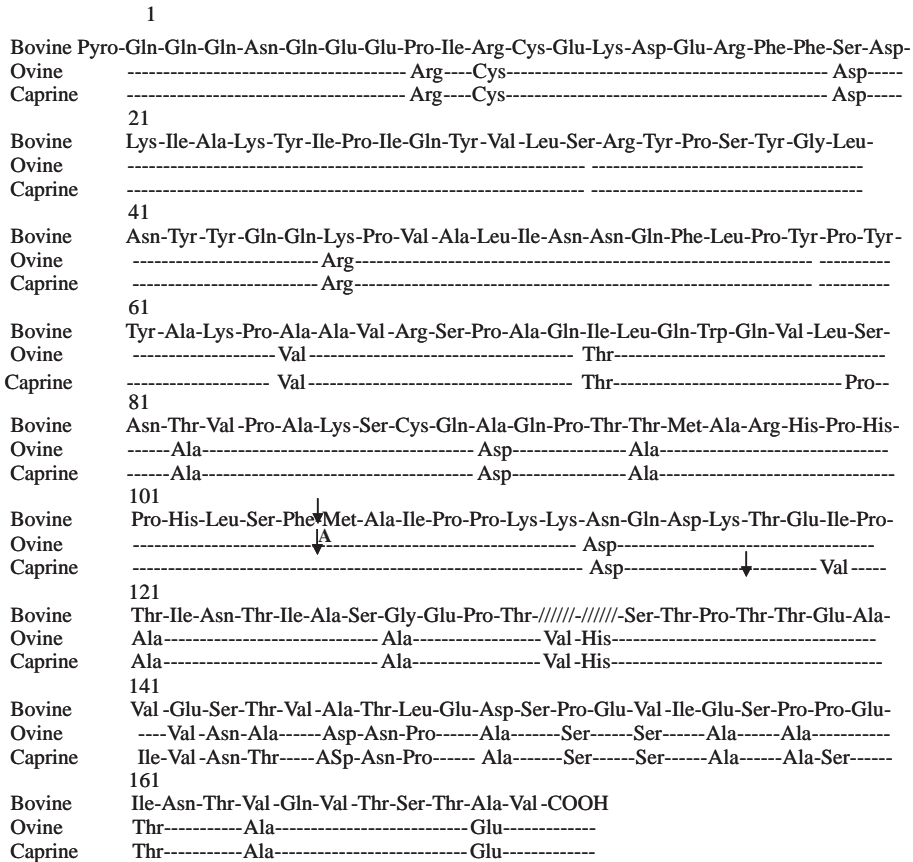 1
Bovine Pyro-Gln-Gln-Gln-Asn-Gln-Glu-Glu-Pro-Ile-Arg-Cys-Glu-Lys-Asp-Glu-Arg-Phe-Phe-Ser-Asp-
Ovine ------------------------------------- Arg----Cys------------------------------------------- Asp-----
Caprine ------------------------------------- Arg----Cys------------------------------------------- Asp-----
21
Bovine Lys-Ile-Ala-Lys-Tyr-Ile-Pro-Ile-Gln-Tyr-Val-Leu-Ser-Arg-Tyr-Pro-Ser-Tyr-Gly-Leu-
Ovine ------------------------------------------------------------- ------------------------------------
Caprine ------------------------------------------------------------- ------------------------------------
41
Bovine Asn-Tyr-Tyr-Gln-Gln-Lys-Pro-Val-Ala-Leu-Ile-Asn-Asn-Gln-Phe-Leu-Pro-Tyr-Pro-Tyr-
Ovine -------------------------Arg------------------------------------------------------------- ----------
Caprine -------------------------Arg------------------------------------------------------------- ----------
61
Bovine Tyr-Ala-Lys-Pro-Ala-Ala-Val-Arg-Ser-Pro-Ala-Gln-Ile-Leu-Gln-Trp-Gln-Val-Leu-Ser-
Ovine --------------------Val----------------------------------- Thr------------------------------------
Caprine ------------------- Val----------------------------------- Thr-------------------------------Pro--
81
Bovine Asn-Thr-Val-Pro-Ala-Lys-Ser-Cys-Gln-Ala-Gln-Pro-Thr-Thr-Met-Ala-Arg-His-Pro-His-
Ovine ------Ala------------------------------------- Asp----------------Ala-------------------------------
Caprine ------Ala------------------------------------- Asp----------------Ala--------------------------------
101
Bovine Pro-His-Leu-Ser-Phe↓Met-Ala-Ile-Pro-Pro-Lys-Lys-Asn-Gln-Asp-Lys-Thr-Glu-Ile-Pro-
Ovine -------------------------↓A---------------------------------- Asp----------------------------------
Caprine ------------------------------------------------------------- Asp----------------↓--------- Val-----
121
Bovine Thr-Ile-Asn-Thr-Ile-Ala-Ser-Gly-Glu-Pro-Thr-//////-//////-Ser-Thr-Pro-Thr-Thr-Glu-Ala-
Ovine Ala----------------------------- Ala----------------- Val-His-----------------------------------
Caprine Ala----------------------------- Ala----------------- Val-His------------------------------------
141
Bovine Val-Glu-Ser-Thr-Val-Ala-Thr-Leu-Glu-Asp-Ser-Pro-Glu-Val-Ile-Glu-Ser-Pro-Pro-Glu-
Ovine ----Val-Asn-Ala------Asp-Asn-Pro------Ala------Ser------Ser------Ala------Ala-----------
Caprine Ile-Val-Asn-Thr-----ASp-Asn-Pro------ Ala------Ser------Ser------Ala------Ala-Ser------
161
Bovine Ile-Asn-Thr-Val-Gln-Val-Thr-Ser-Thr-Ala-Val-COOH
Ovine Thr-----------Ala--------------------------Glu-------------
Caprine Thr-----------Ala--------------------------Glu-------------